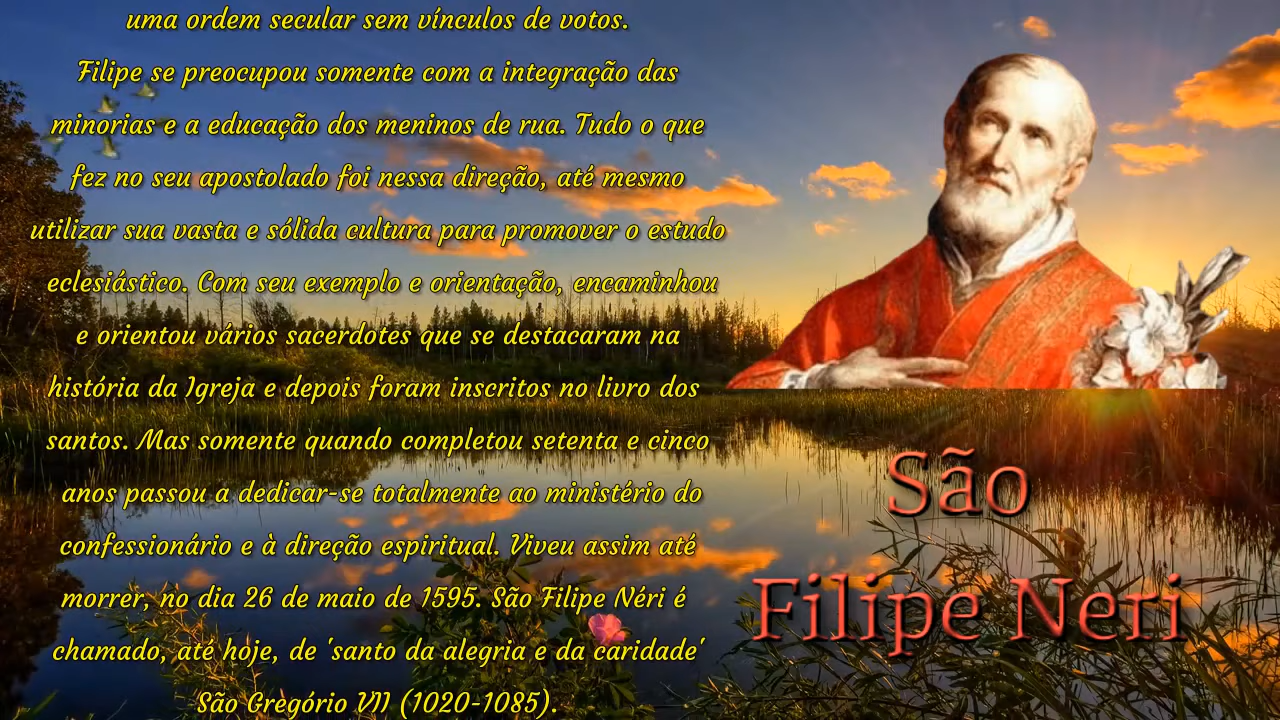 uma ordem secular sem vínculos de votos.
Filipe se preocupou somente com a integração das
minorias e a educação dos meninos de rua. Tudo o que
fez no seu apostolado foi nessa direção, até mesmo
utilizar sua vasta e sólida cultura para promover o estudo
eclesiástico. Com seu exemplo e orientação, encaminhou
e orientou vários sacerdotes que se destacaram na
história da Igreja e depois foram inscritos no livro dos
santos. Mas somente quando completou setenta e cinco
anos passou a dedicar-se totalmente ao ministério do
confessionário e à direção espiritual. Viveu assim até
morrer, no dia 26 de maio de 1595. São Filipe Néri é
chamado, até hoje, de 'santo da alegria e da caridade'
São Gregório VII (1020-1085).
São
Filipe Neri